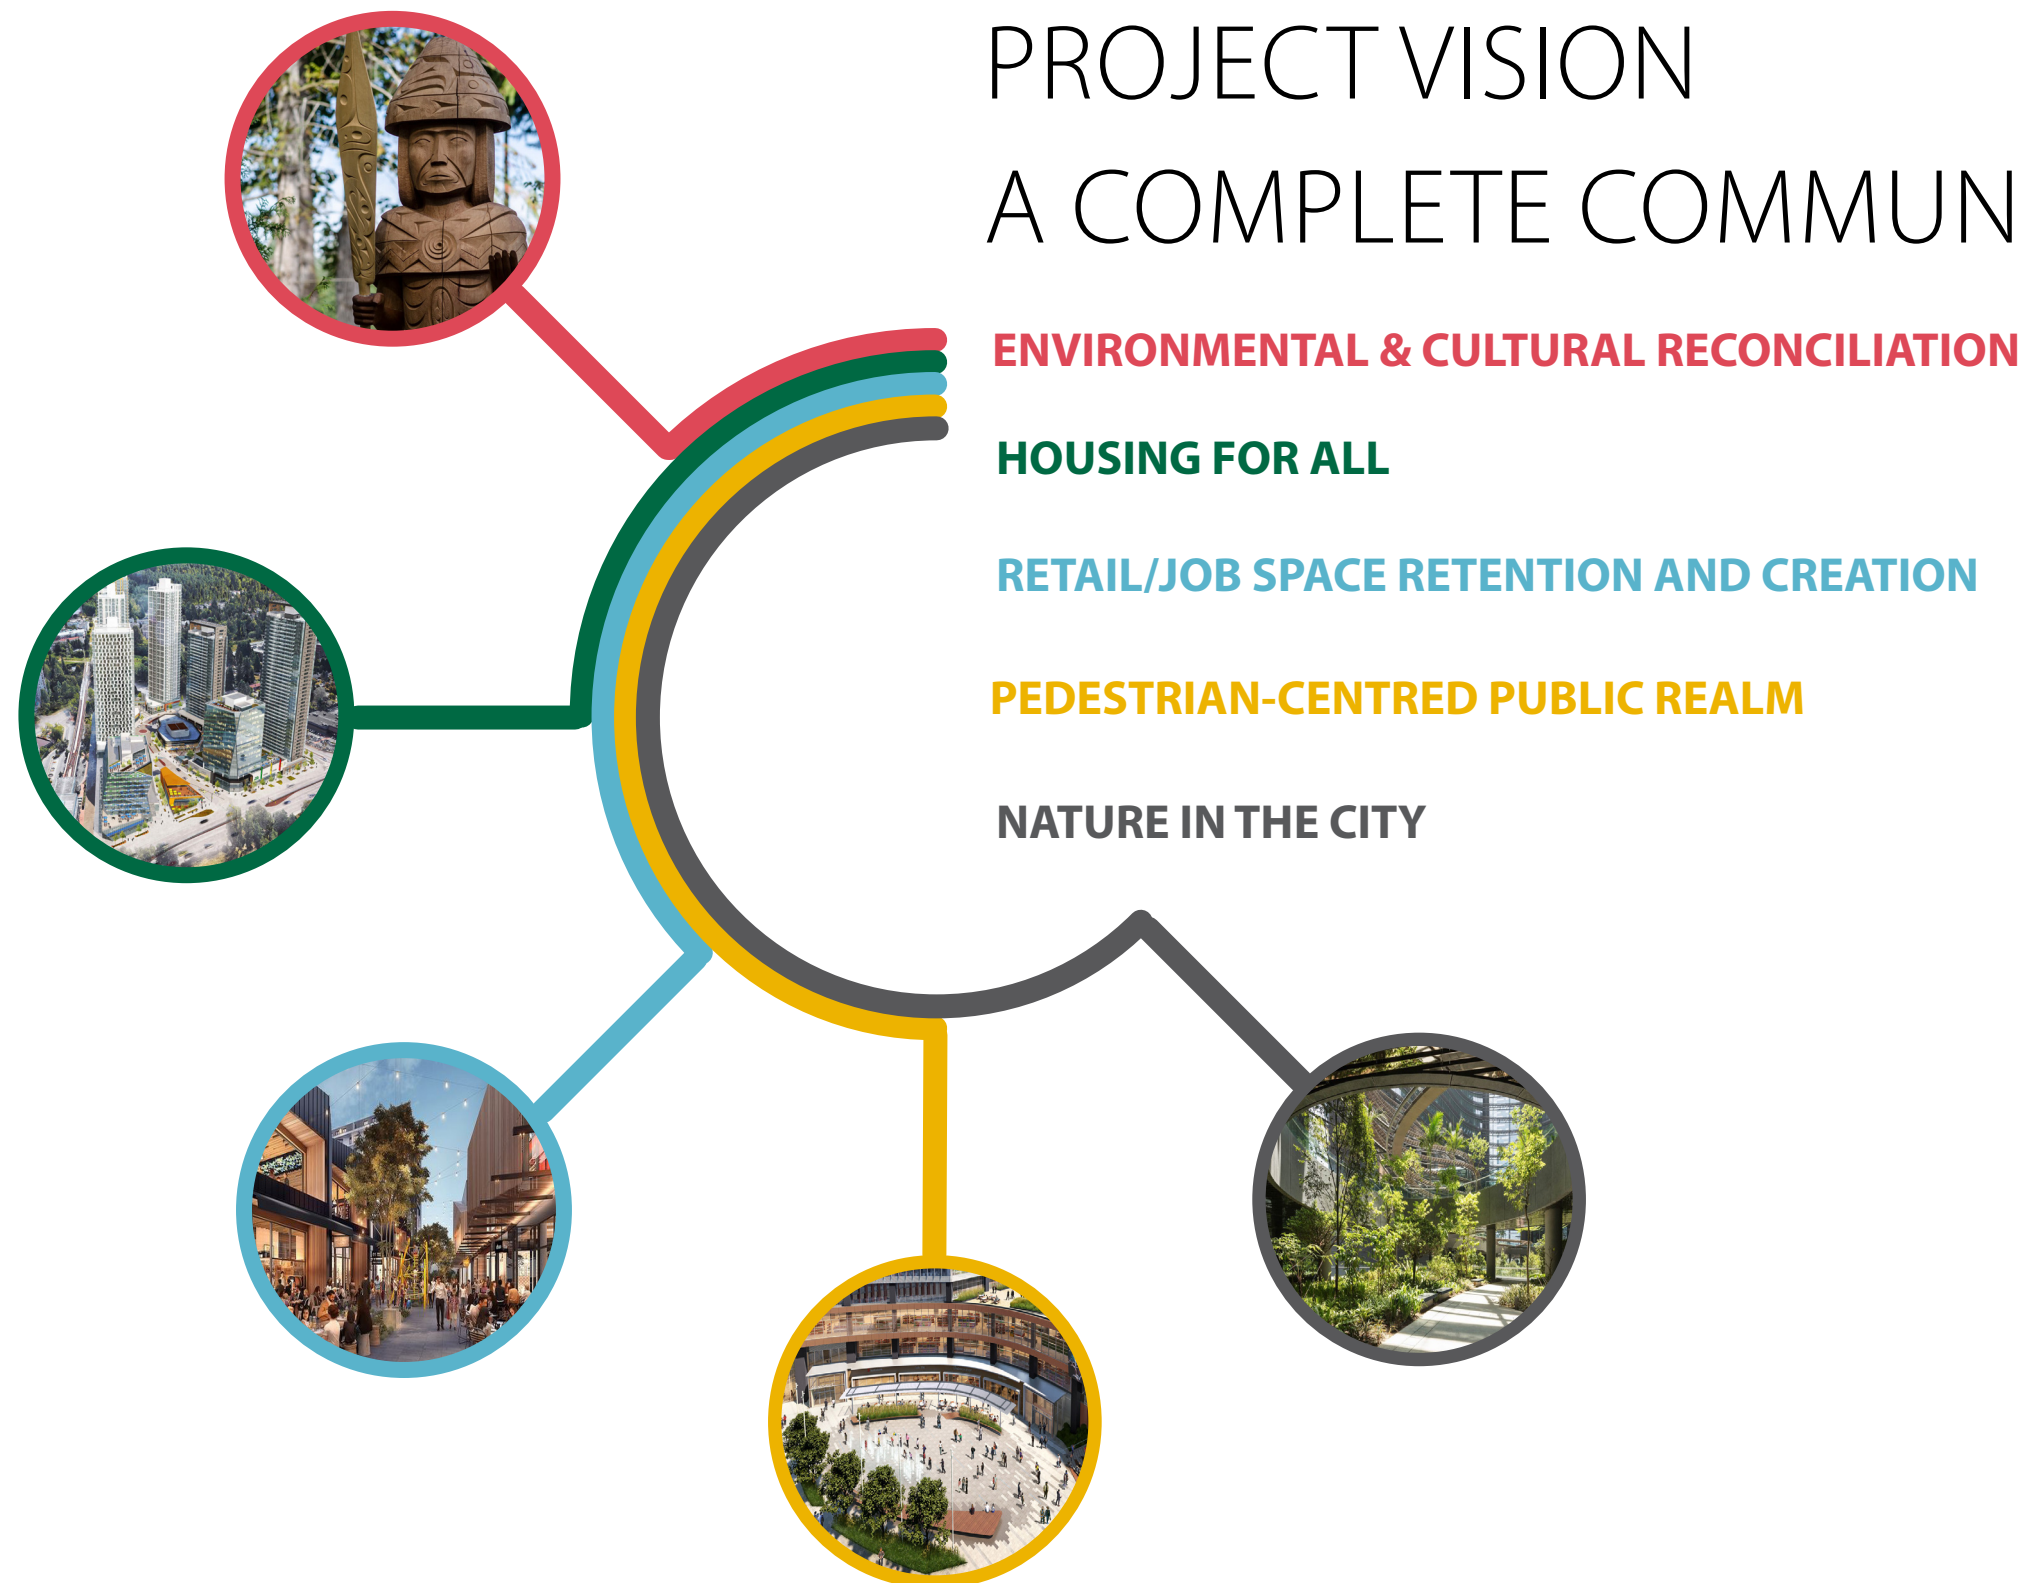 PROJECT VISION
A COMPLETE COMMUN
ENVIRONMENTAL & CULTURAL RECONCILIATION
HOUSING FOR ALL
RETAIL/JOB SPACE RETENTION AND CREATION
PEDESTRIAN-CENTRED PUBLIC REALM
NATURE IN THE CITY